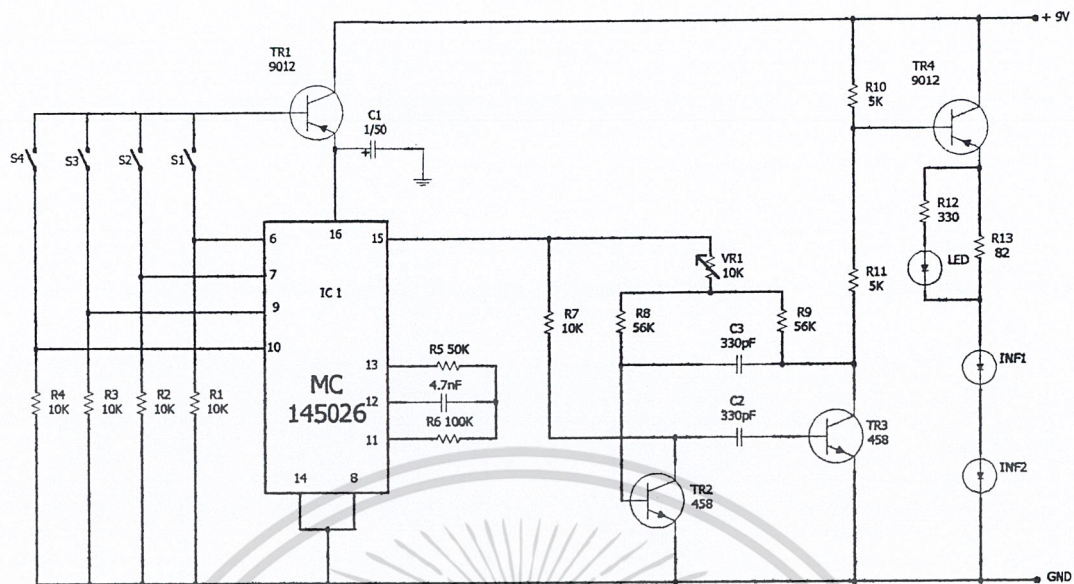 + 9V
TR1
9012
TR4
9012
R10
5K
C1
1/50
+
S4
S3
S2
S1
R12
330
R13
82
LED
6
16
15
7
IC 1
9
10
VR1
10K
R11
5K
R7
10K
R8
56K
R9
56K
C3
330pF
13
R5 50K
4.7nF
12
R6 100K
11
MC
145026
INF1
R4
10K
R3
10K
R2
10K
R1
10K
C2
330pF
TR3
458
14
8
TR2
458
INF2
GND